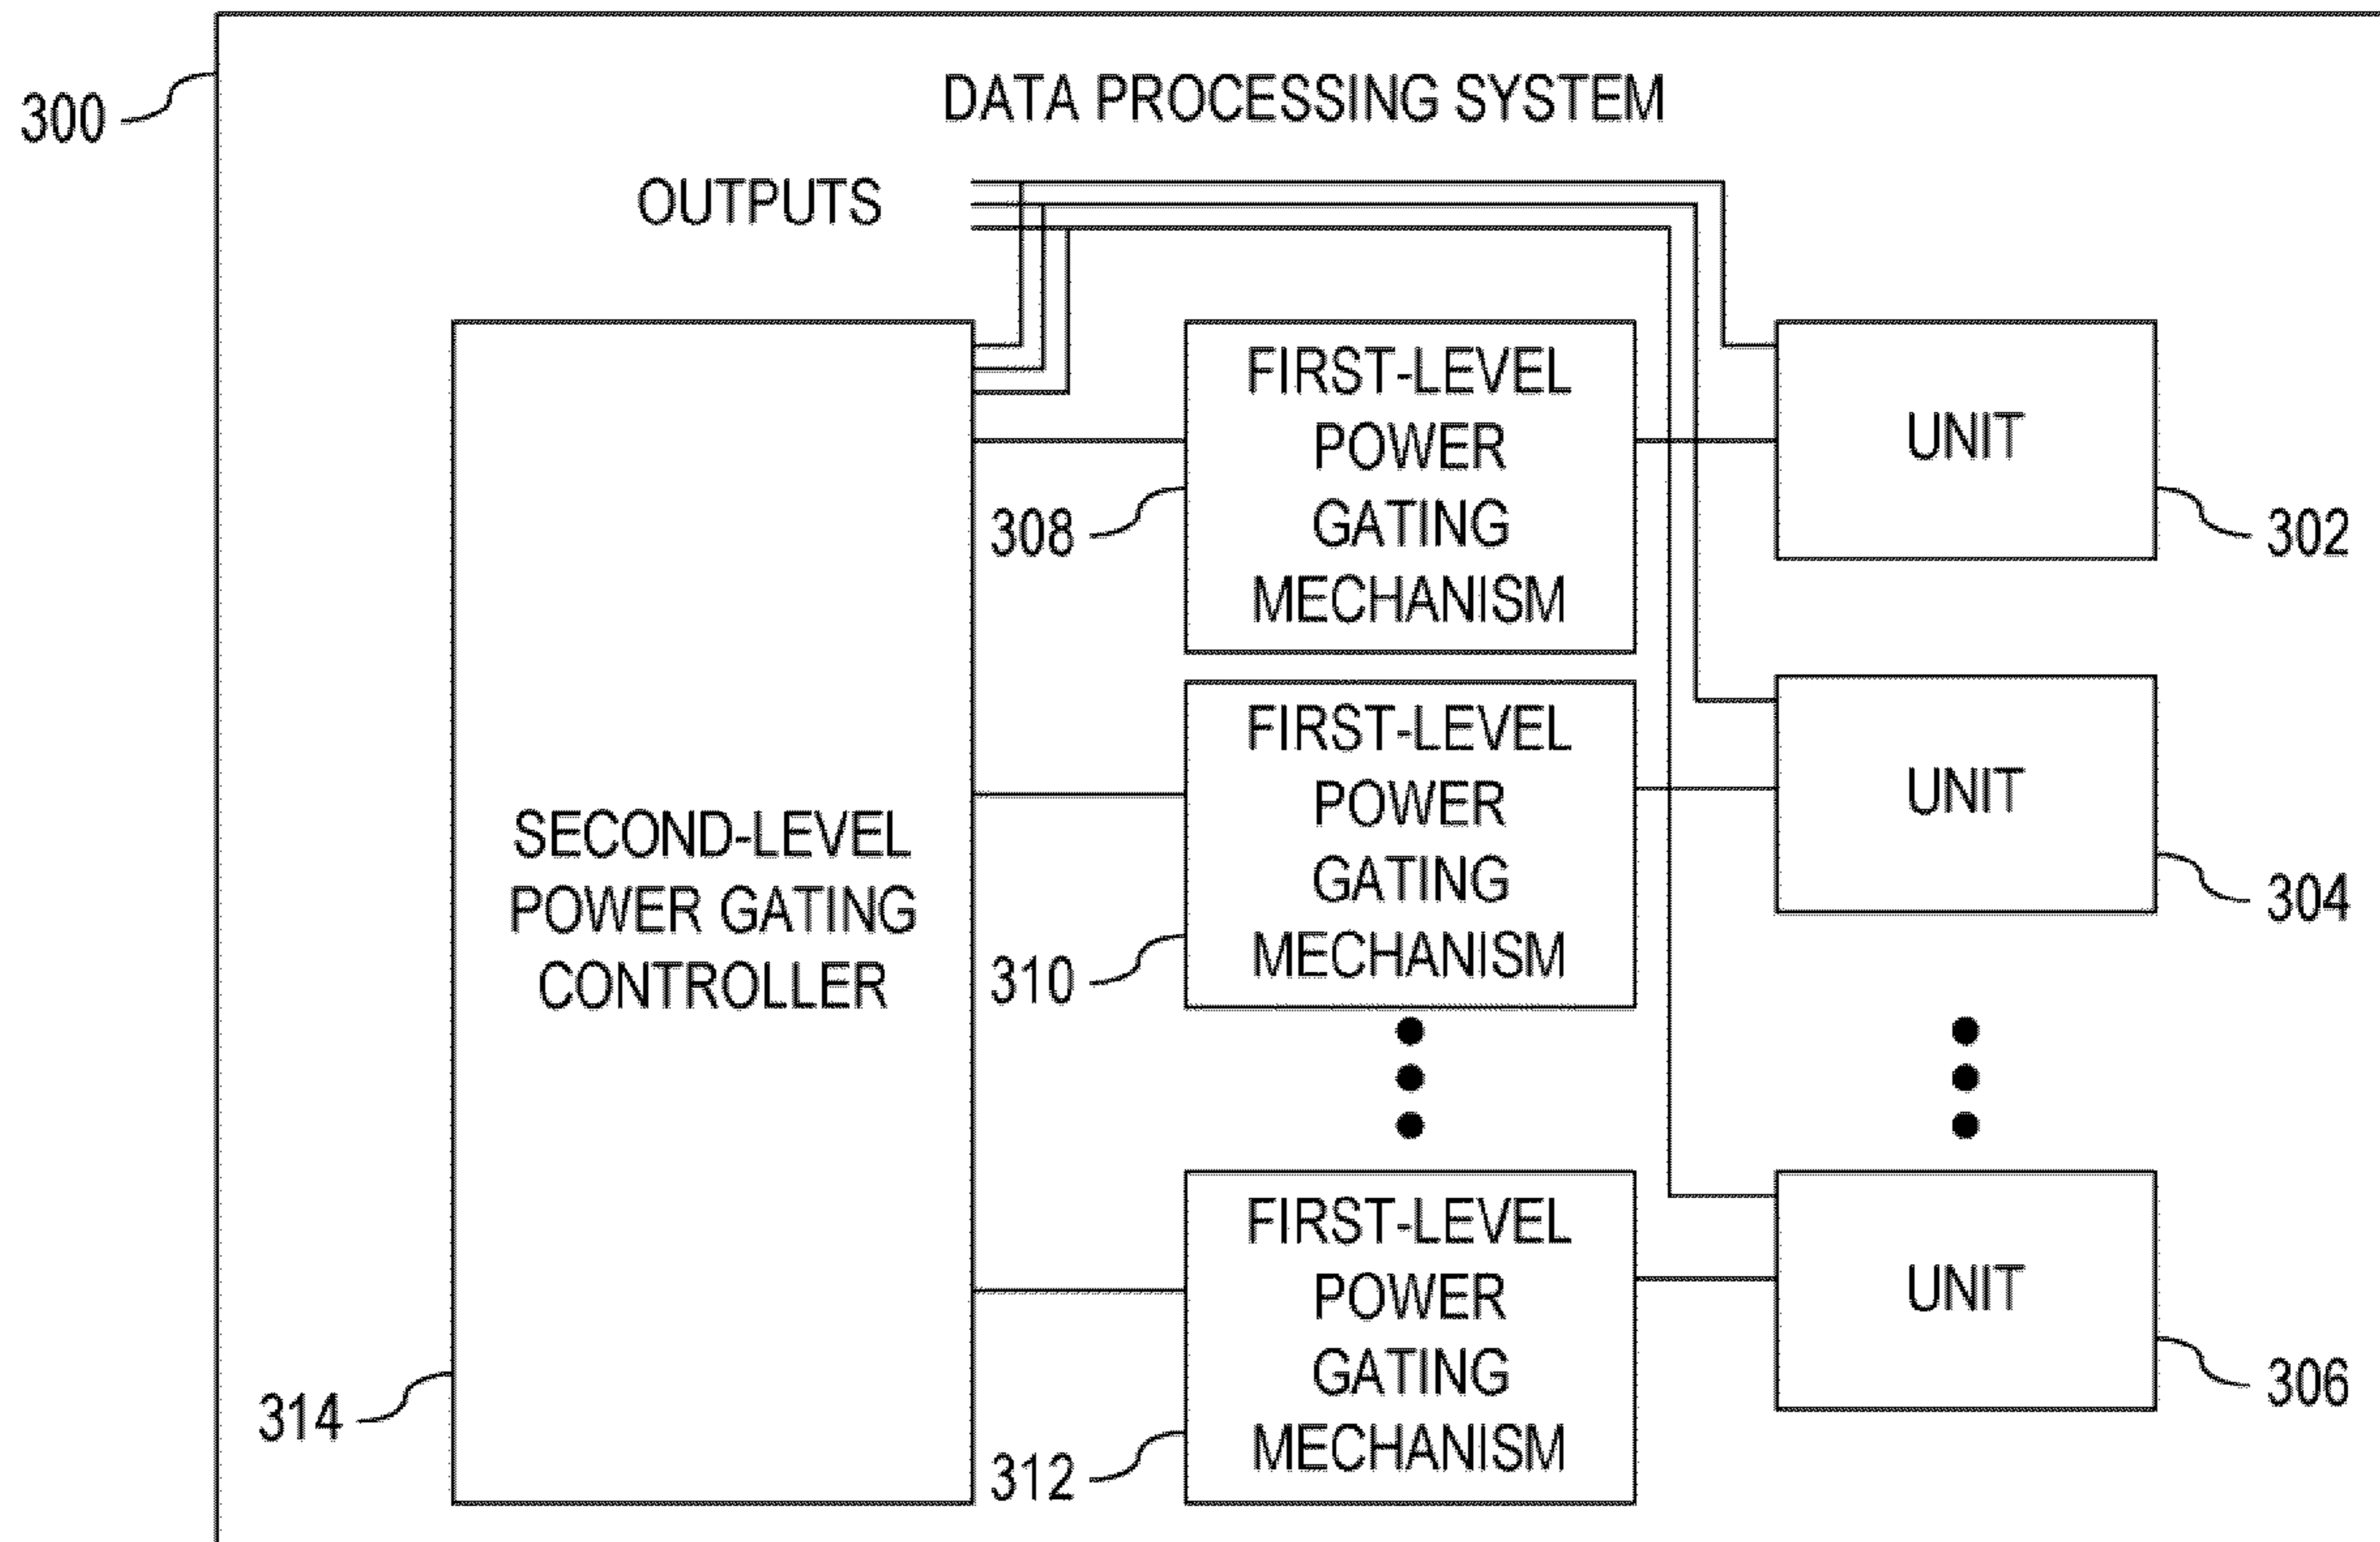 DATA PROCESSING SYSTEM
300
OUTPUTS
FIRST-LEVEL
POWER
GATING
MECHANISM
308
UNIT
302
FIRST-LEVEL
POWER
GATING
MECHANISM
310
UNIT
304
SECOND-LEVEL
POWER GATING
CONTROLLER
314
FIRST-LEVEL
POWER
GATING
MECHANISM
312
UNIT
306